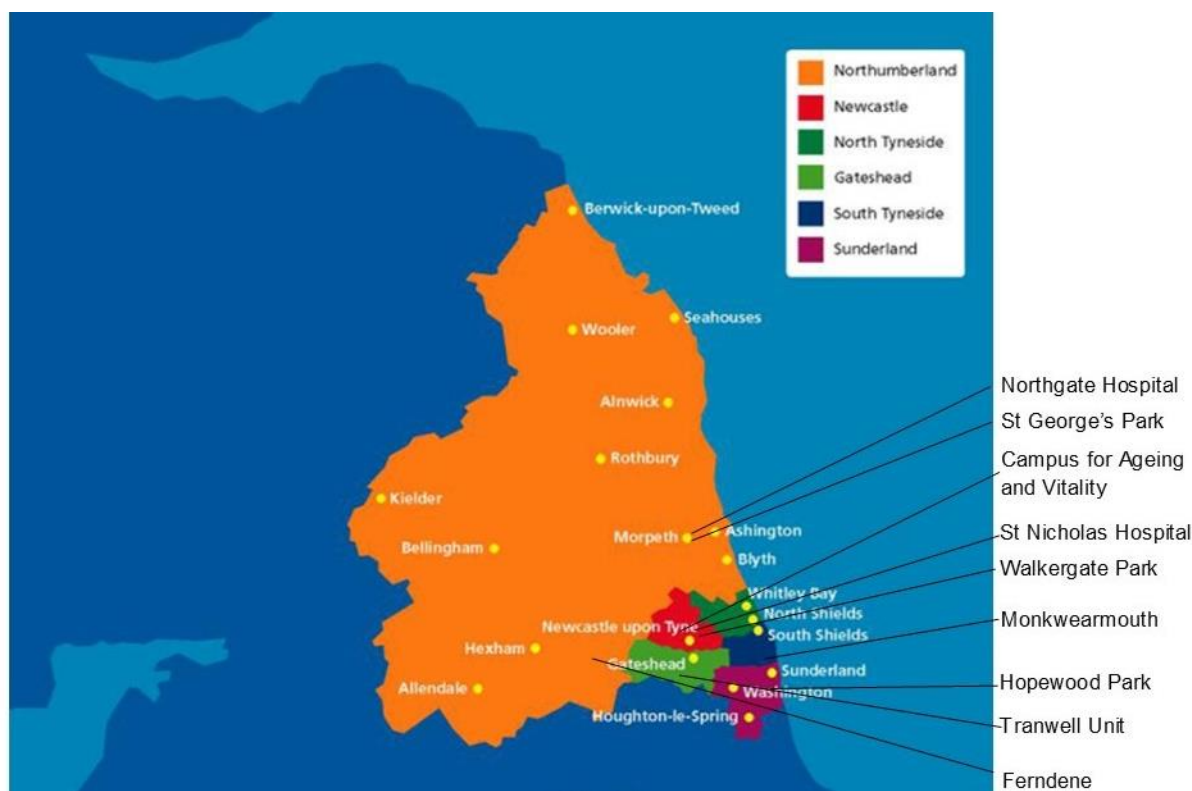 Northumberland
Newcastle
North Tyneside
Gateshead
South Tyneside
Sunderland
Berwick-upon-Tweed
Seahouses
Wooler
Alnwick
Rothbury
Kielder
Morpeth
Ashington
Bellingham
Blyth
Whitley Bay
North Shields
Newcastle upon Tyne
South Shields
Hexham
Gateshead
Sunderland
Allendale
Washington
Houghton-le-Spring
Northgate Hospital
St George’s Park
Campus for Ageing
and Vitality
St Nicholas Hospital
Walkergate Park
Monkwearmouth
Hopewood Park
Tranwell Unit
Ferndene